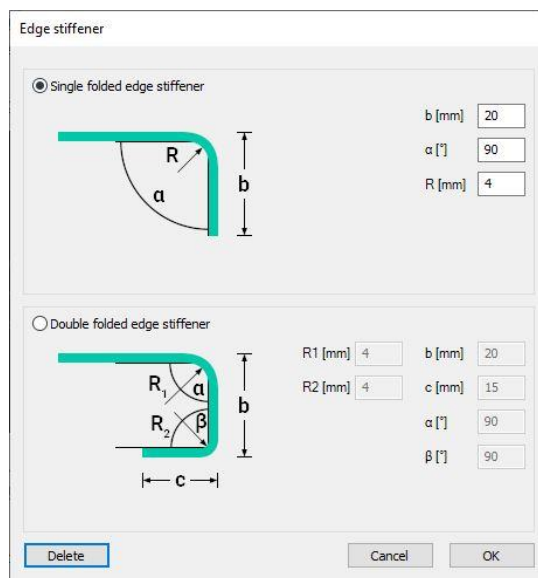 Edge stiffener
Single folded edge stiffener
b [mm] 20
α [°] 90
R [mm] 4
R
α
b
Double folded edge stiffener
R1 [mm] 4
b [mm] 20
R2 [mm] 4
c [mm] 15
α [°] 90
β [°] 90
R1
α
R2
β
b
c
Delete
Cancel
OK